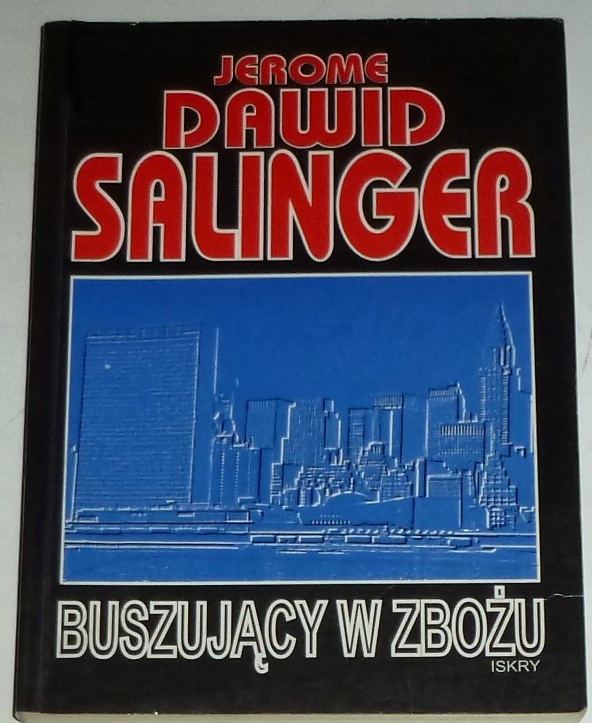 JEROME
DAWID
SALINGER
BUSZUJĄCY W ZBOŻU
ISKRY